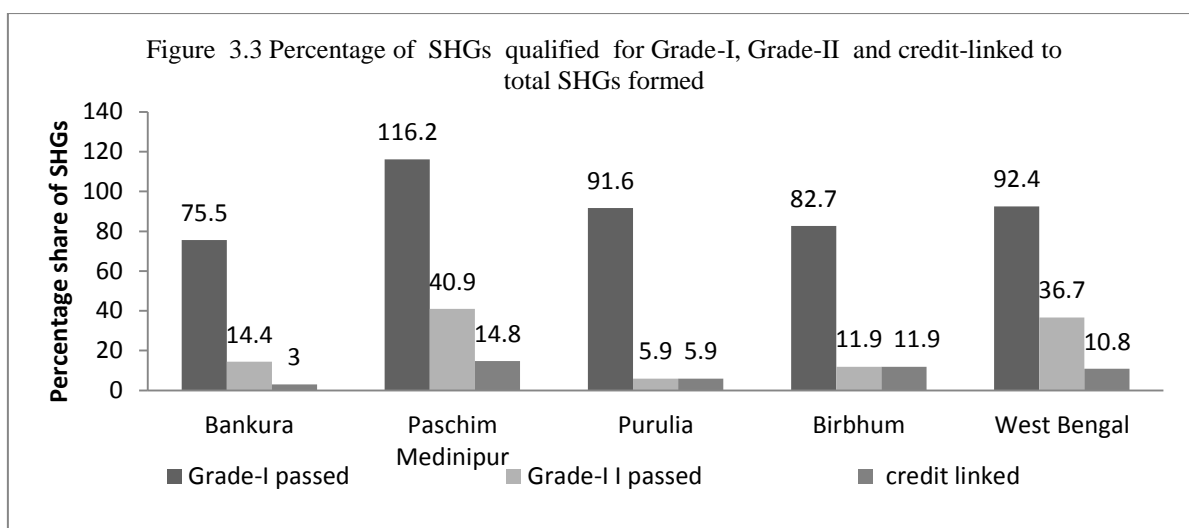 Figure 3.3 Percentage of SHGs qualified for Grade-I, Grade-II and credit-linked to
total SHGs formed
Percentage share of SHGs
140
120
100
80
60
40
20
0
75.5
14.4
3
116.2
40.9
14.8
91.6
5.9
5.9
82.7
11.9
11.9
92.4
36.7
10.8
Bankura
Paschim
Medinipur
Purulia
Birbhum
West Bengal
Grade-I passed
Grade-I I passed
credit linked